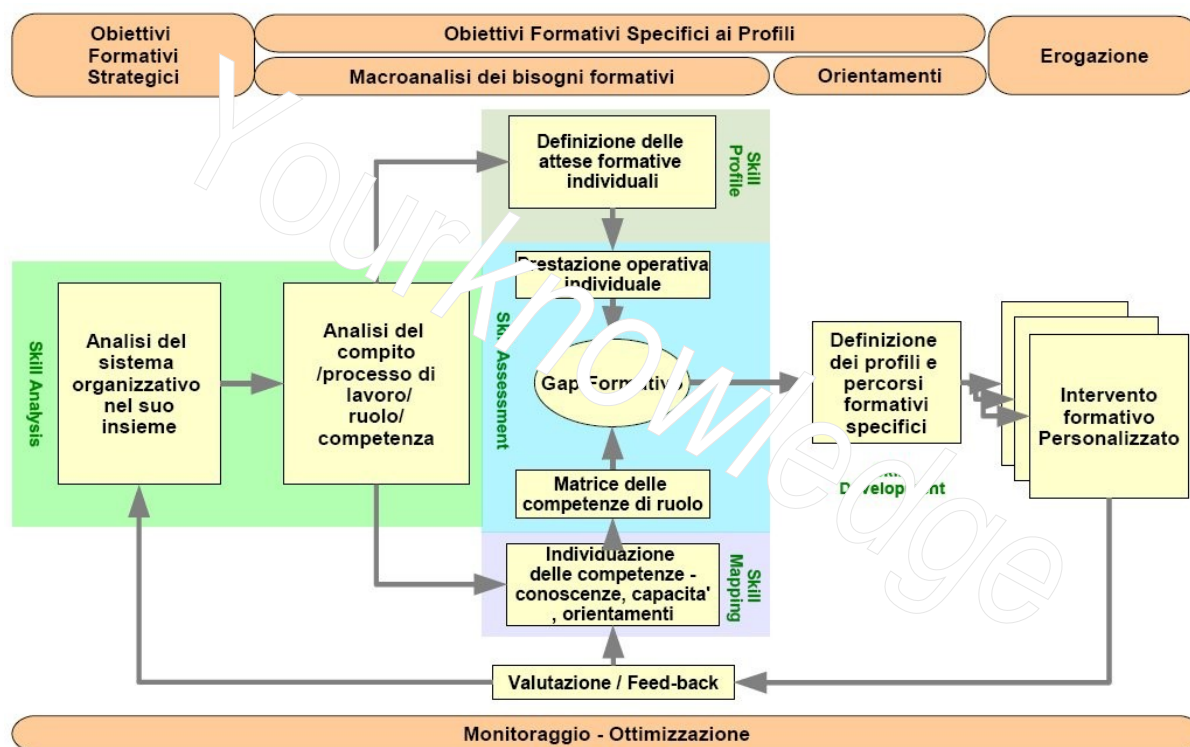 Obiettivi
Formativi
Strategici
Obiettivi Formativi Specifici ai Profili
Macroanalisi dei bisogni formativi
Orientamenti
Erogazione
Definizione delle
attese formative
individuali
Skill
Profile
Prestazione operativa
individuale
Skill Analysis
Analisi del
sistema
organizzativo
nel suo
insieme
Analisi del
compito
/processo di
lavoro/
ruolo/
competenza
Skill Assessment
Gap Formativo
Definizione
dei profili e
percorsi
formativi
specifici
Intervento
formativo
Personalizzato
Development
Matrice delle
competenze di ruolo
Individuazione
delle competenze -
conoscenze, capacita'
, orientamenti
Skill
Mapping
Valutazione / Feed-back
Monitoraggio - Ottimizzazione
Yourknowledge